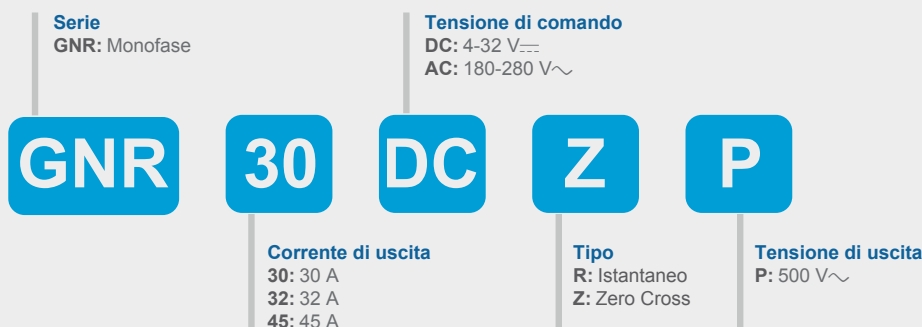 Serie
GNR: Monofase
Tensione di comando
DC: 4-32 V⎓
AC: 180-280 V∿
GNR 30 DC Z P
Corrente di uscita
30: 30 A
32: 32 A
45: 45 A
Tipo
R: Istantaneo
Z: Zero Cross
Tensione di uscita
P: 500 V∿